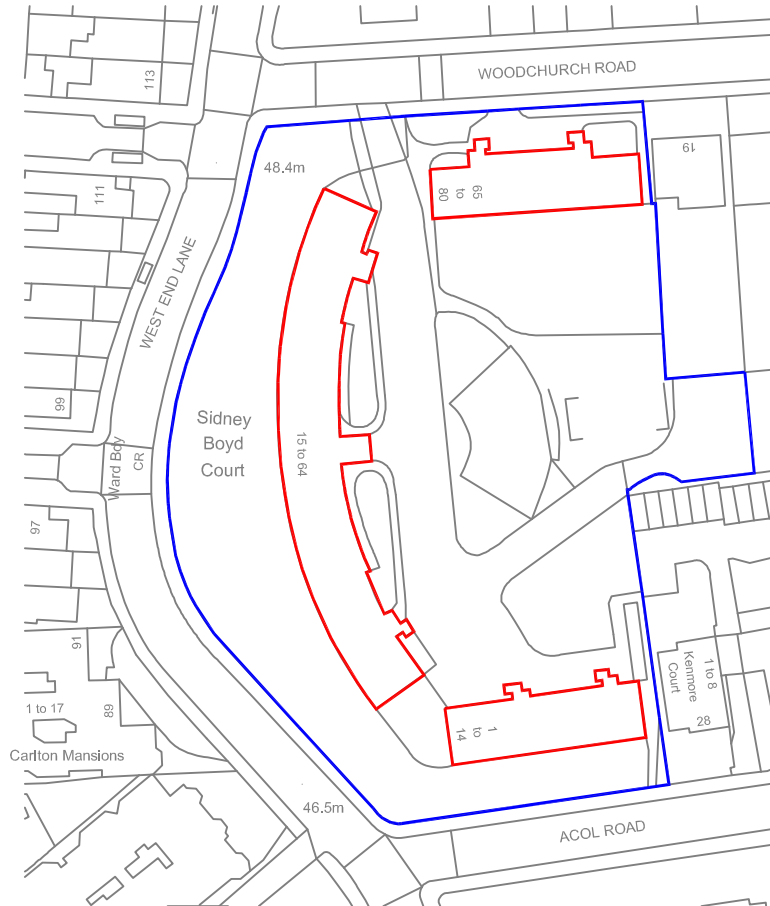 WOODCHURCH ROAD
113
19
48.4m
65
to
80
111
WEST END LANE
99
Sidney
Boyd
Court
15 to 64
Ward Bdy
CR
97
91
1 to 8
Kenmore
Court
28
89
1 to 17
Carlton Mansions
1
to
14
46.5m
ACOL ROAD